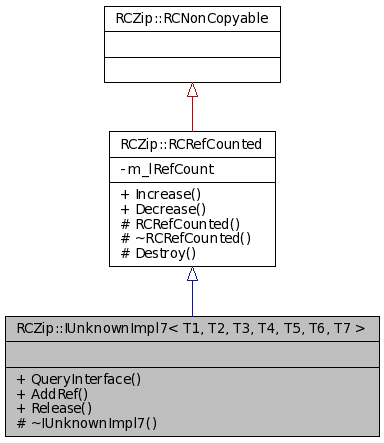 RCZip::RCNonCopyable
RCZip::RCRefCounted
- m_lRefCount
+ Increase()
+ Decrease()
# RCRefCounted()
# ~RCRefCounted()
# Destroy()
RCZip::IUnknownImpl7< T1, T2, T3, T4, T5, T6, T7 >
+ QueryInterface()
+ AddRef()
+ Release()
# ~IUnknownImpl7()